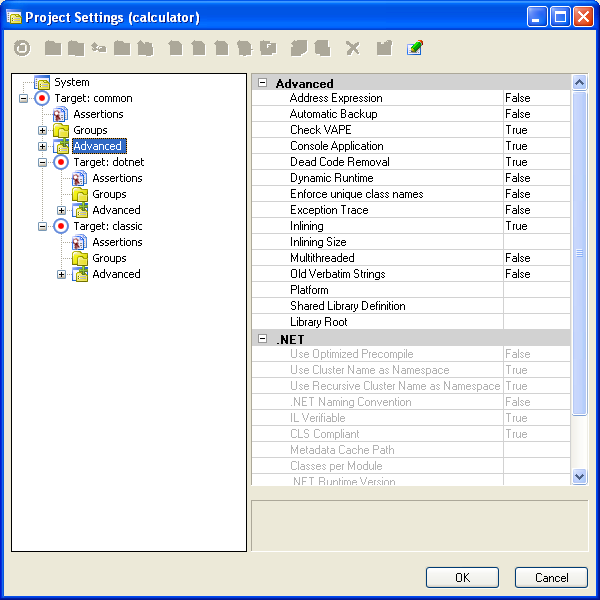 Project Settings (calculator)
System
Target: common
Assertions
Groups
Advanced
Target: dotnet
Assertions
Groups
Advanced
Target: classic
Assertions
Groups
Advanced
Advanced
Address Expression False
Automatic Backup False
Check VAPE True
Console Application True
Dead Code Removal True
Dynamic Runtime False
Enforce unique class names False
Exception Trace False
Inlining True
Inlining Size
Multithreaded False
Old Verbatim Strings False
Platform
Shared Library Definition
Library Root
.NET
Use Optimized Precompile False
Use Cluster Name as Namespace True
Use Recursive Cluster Name as Namespace True
.NET Naming Convention False
IL Verifiable True
CLS Compliant True
Metadata Cache Path
Classes per Module
.NET Runtime Version
OK Cancel